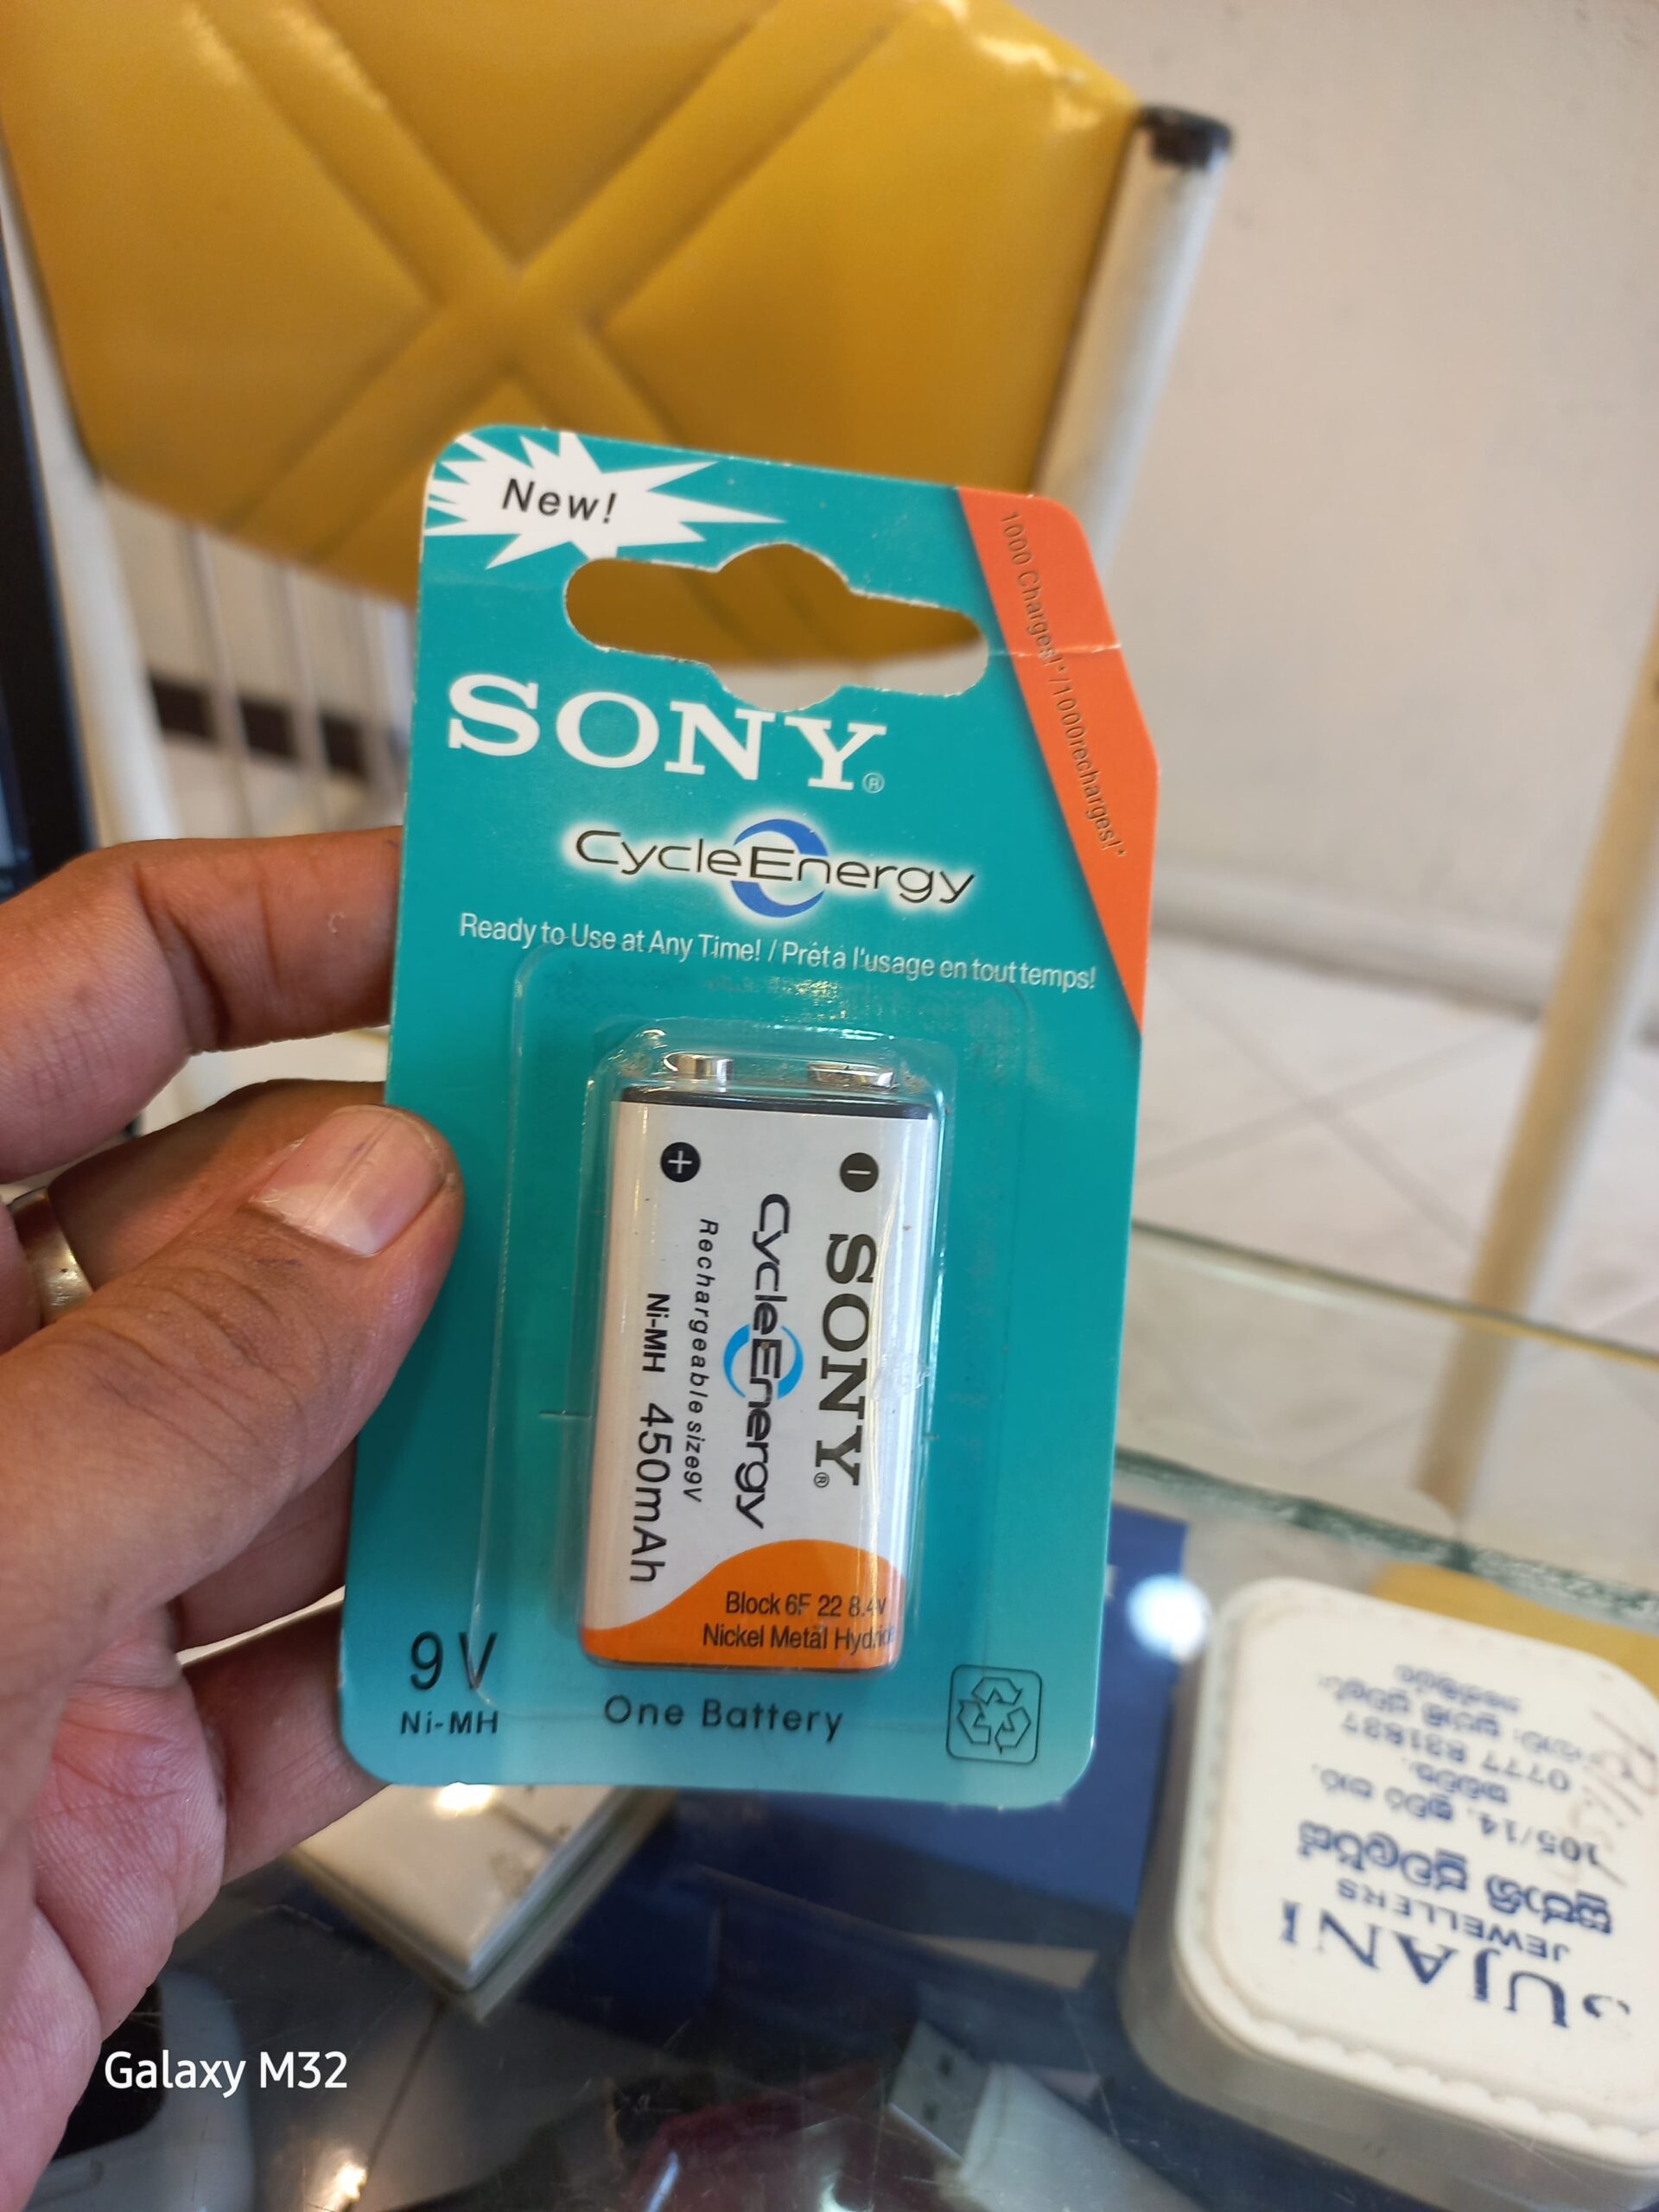 New!
1000 Charges!*/1000recharges!*
SONY®
CycleEnergy
Ready to Use at Any Time! / Prêt a l'usage en tout temps!
+
-
SONY®
CycleEnergy
Rechargeable size9V
Ni-MH 450mAh
Block 6F 22 8.4v
Nickel Metal Hydride
9V
Ni-MH
One Battery
SUJANI
JEWELLERS
105/14,
0777 831837
Galaxy M32